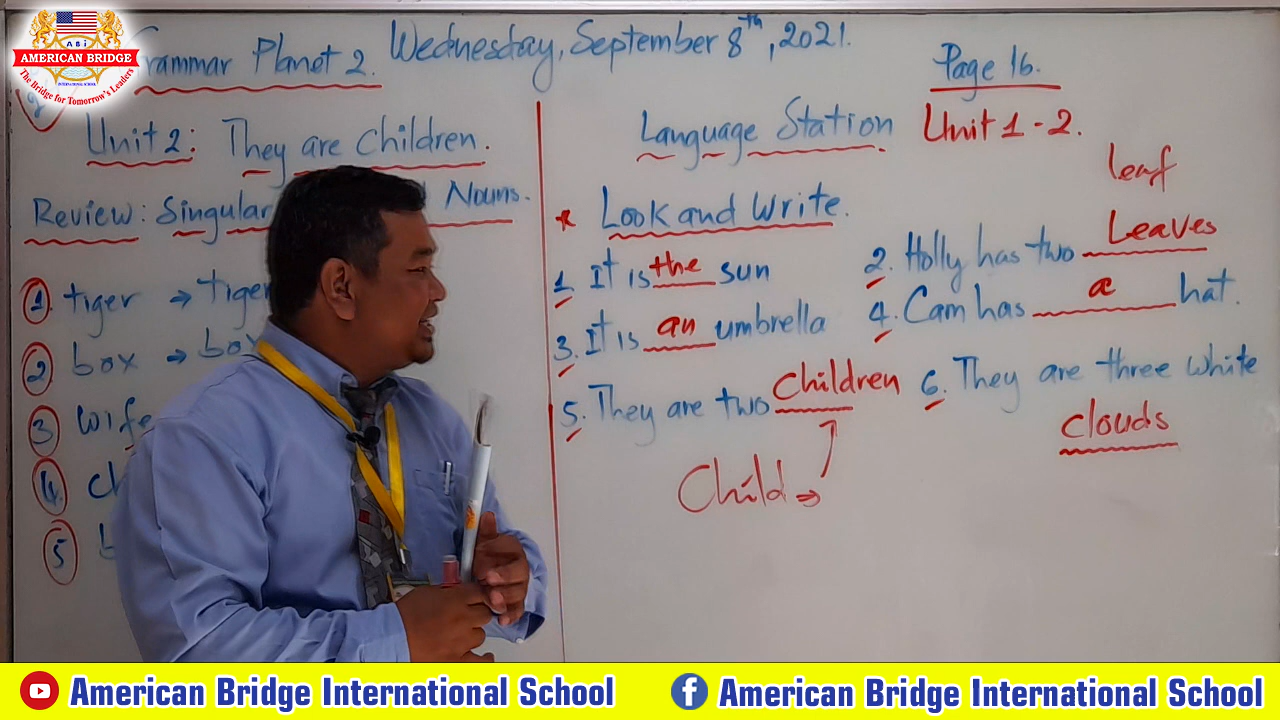 ABi
AMERICAN BRIDGE
INTERNATIONAL SCHOOL
The Bridge for Tomorrow's Leaders
Grammar Planet 2. Wednesday, September 8th, 2021.
Page 16.
Unit 2: They are children.
Review: Singular Nouns.
1. tiger → tiger
2. box → box
3. wife
4. ch
5. b
Language Station Unit 1-2.
leaf
* Look and Write.
1. It is the sun
2. Holly has two Leaves
3. It is an umbrella
4. Cam has a hat.
5. They are two children
6. They are three white
clouds
Child →
American Bridge International School
American Bridge International School